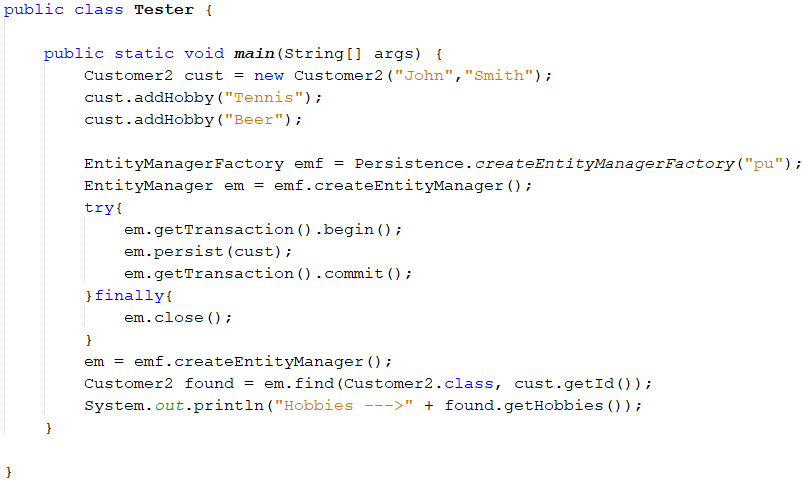 public class Tester {
public static void main(String[] args) {
Customer2 cust = new Customer2("John","Smith");
cust.addHobby("Tennis");
cust.addHobby("Beer");
EntityManagerFactory emf = Persistence.createEntityManagerFactory("pu");
EntityManager em = emf.createEntityManager();
try{
em.getTransaction().begin();
em.persist(cust);
em.getTransaction().commit();
}finally{
em.close();
}
em = emf.createEntityManager();
Customer2 found = em.find(Customer2.class, cust.getId());
System.out.println("Hobbies --->" + found.getHobbies());
}
}